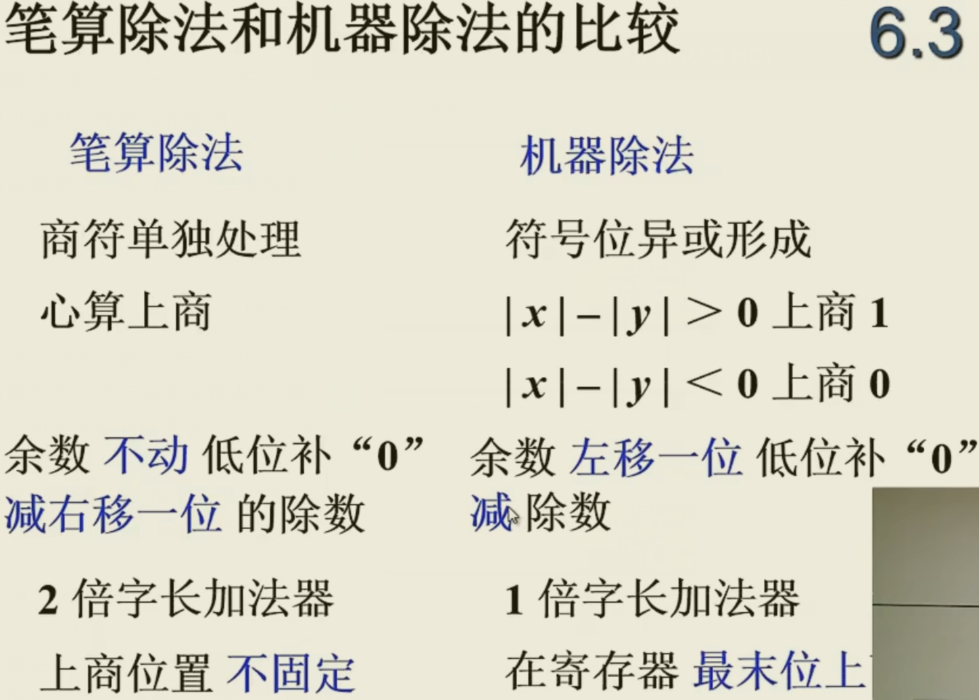 笔算除法和机器除法的比较 6.3
笔算除法 机器除法
商符单独处理 符号位异或形成
心算上商 |x|–|y|＞0 上商 1
|x|–|y|＜0 上商 0
余数 不动 低位补“0” 余数 左移一位 低位补“0”
减右移一位 的除数 减 除数
2 倍字长加法器 1 倍字长加法器
上商位置 不固定 在寄存器 最末位上